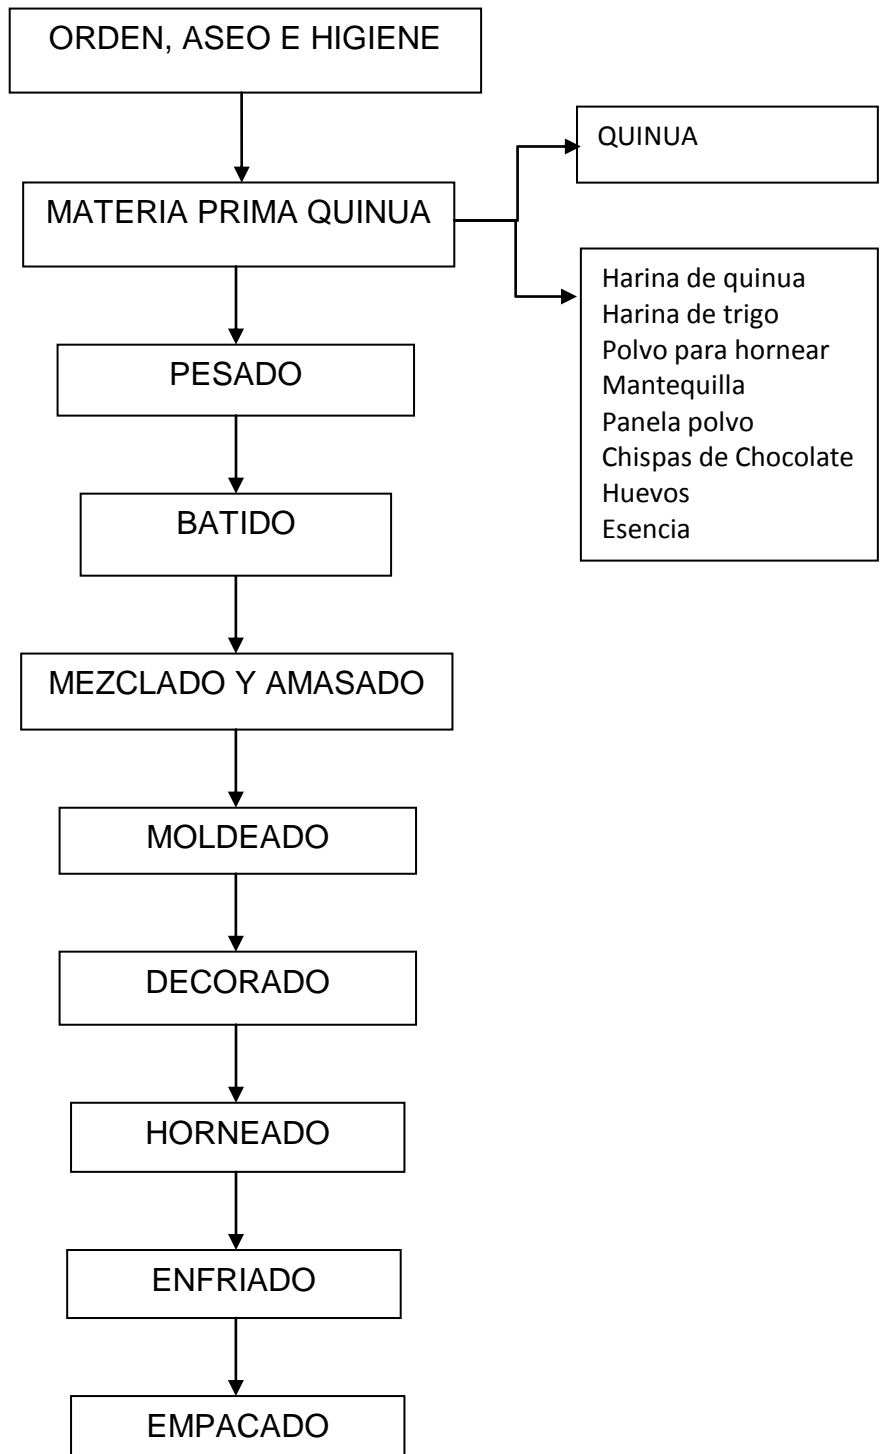 ORDEN, ASEO E HIGIENE
QUINUA
MATERIA PRIMA QUINUA
Harina de quinua
Harina de trigo
Polvo para hornear
Mantequilla
Panela polvo
Chispas de Chocolate
Huevos
Esencia
PESADO
BATIDO
MEZCLADO Y AMASADO
MOLDEADO
DECORADO
HORNEADO
ENFRIADO
EMPACADO